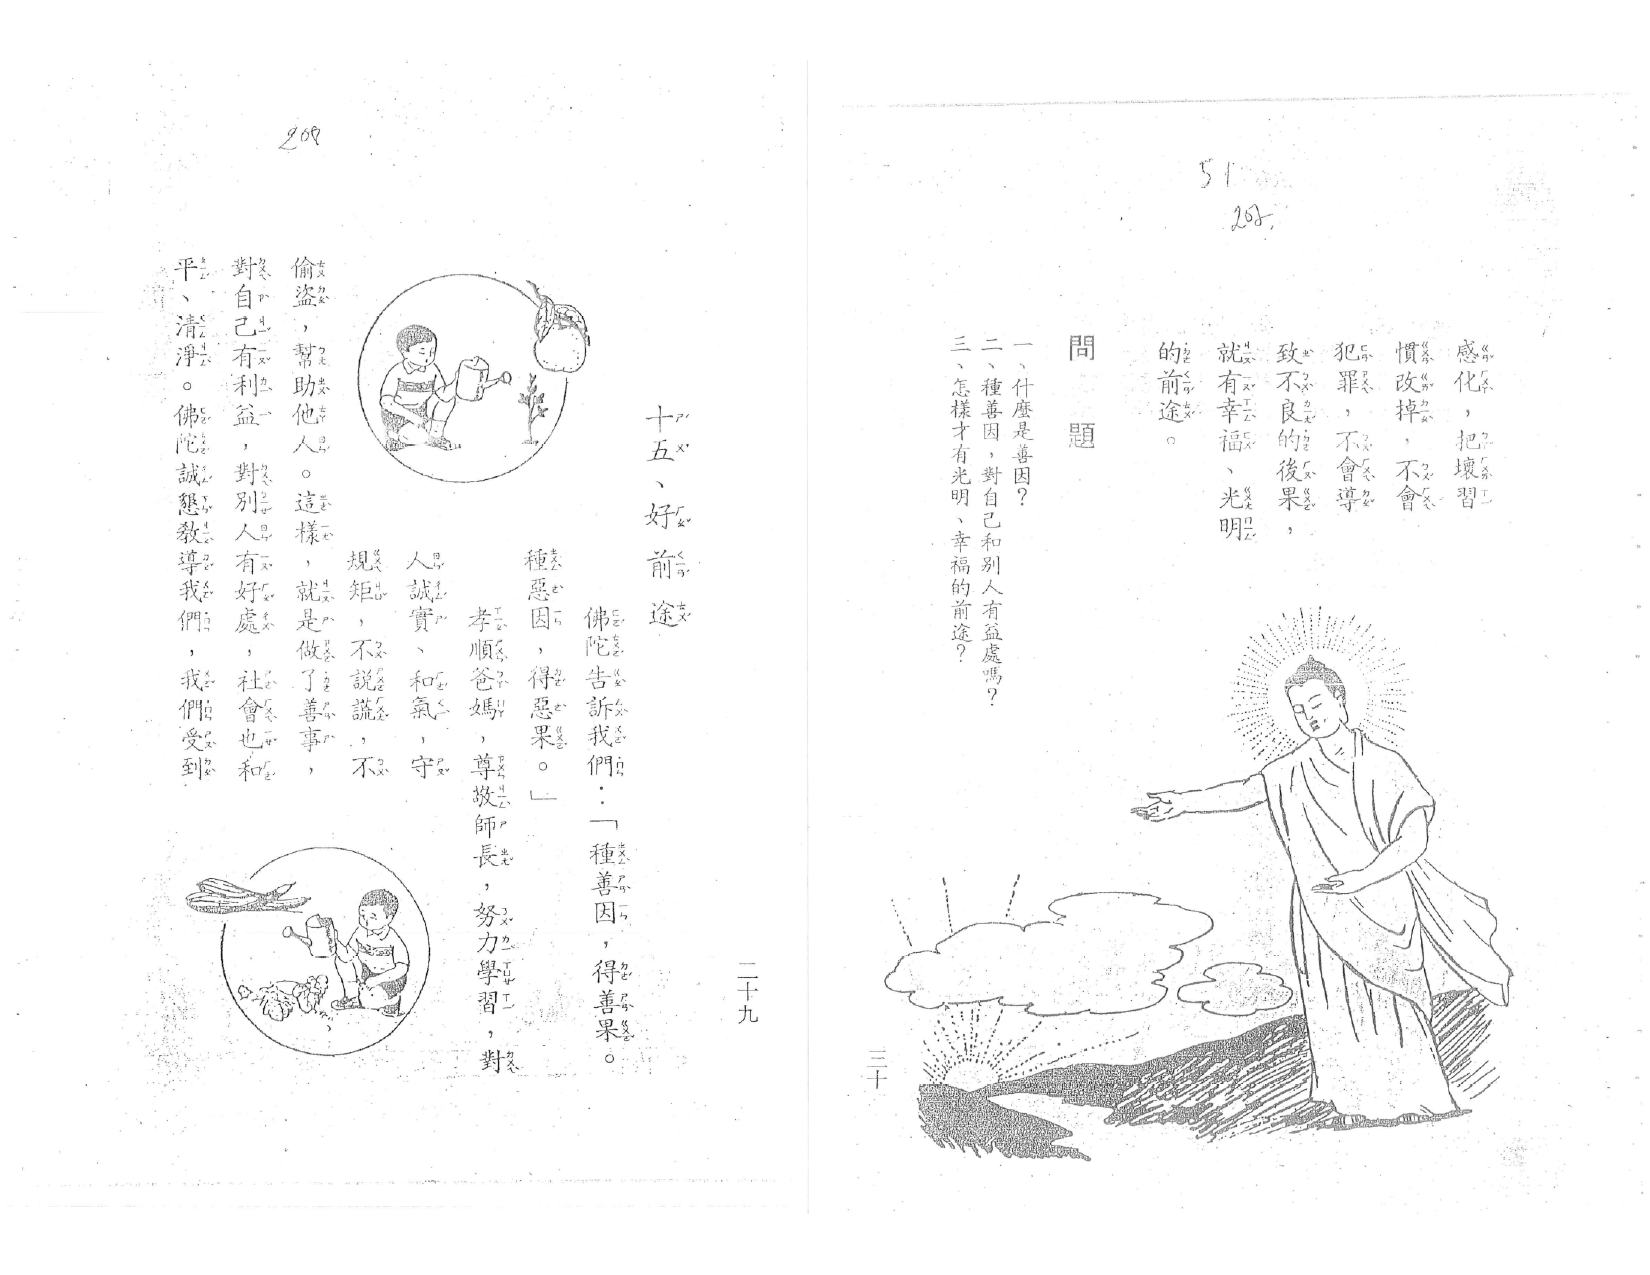 十五、好前途
佛陀告訴我們：「種善因，得善果。
種惡因，得惡果。」
孝順爸媽，尊敬師長，努力學習，對
人誠實、和氣，守
規矩，不說謊，不
偷盜，幫助他人。這樣，就是做了善事，
對自己有利益，對別人有好處，社會也和
平、清淨。佛陀誠懇教導我們，我們受到
二十九
感化，把壞習
慣改掉，不會
犯罪，不會導
致不良的後果，
就有幸福、光明
的前途。
問題
一、什麼是善因？
二、種善因，對自己和別人有益處嗎？
三、怎樣才有光明、幸福的前途？
三十
51